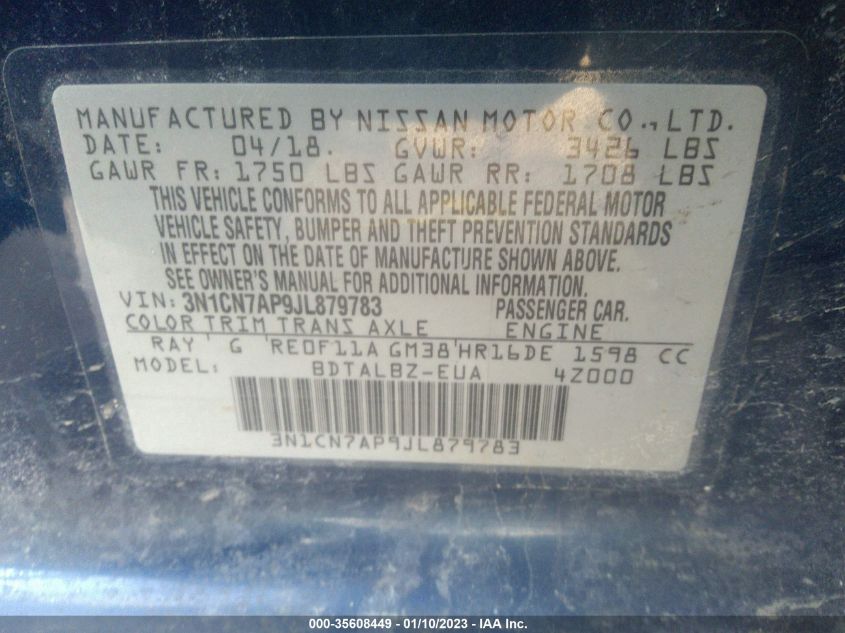 MANUFACTURED BY NISSAN MOTOR CO., LTD.
DATE: 04/18. GVWR: 3426 LBS
GAWR FR: 1750 LBS GAWR RR: 1708 LBS
THIS VEHICLE CONFORMS TO ALL APPLICABLE FEDERAL MOTOR
VEHICLE SAFETY, BUMPER AND THEFT PREVENTION STANDARDS
IN EFFECT ON THE DATE OF MANUFACTURE SHOWN ABOVE.
SEE OWNER'S MANUAL FOR ADDITIONAL INFORMATION.
VIN: 3N1CN7AP9JL879783 PASSENGER CAR.
COLOR TRIM TRANS AXLE ENGINE
RAY G RE0F11A GM38 HR16DE 1598 CC
MODEL: BDTALBZ-EUA 4Z000
3N1CN7AP9JL879783
000-35608449 - 01/10/2023 - IAA Inc.